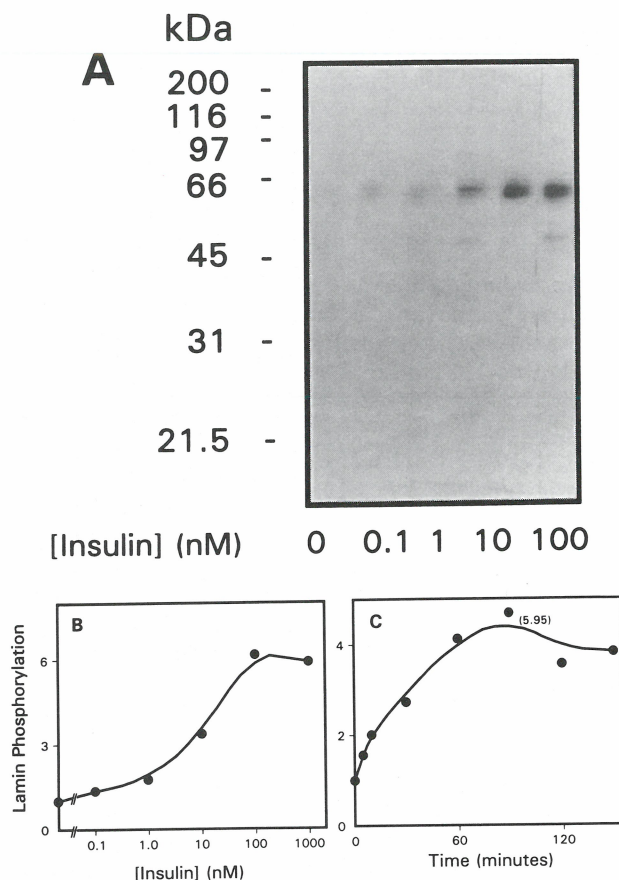 kDa
A
200 -
116 -
97 -
66 -
45 -
31 -
21.5 -
[Insulin] (nM) 0 0.1 1 10 100
B
Lamin Phosphorylation
6
3
0
0.1 1.0 10 100 1000
[Insulin] (nM)
C
(5.95)
4
2
0
0 60 120
Time (minutes)